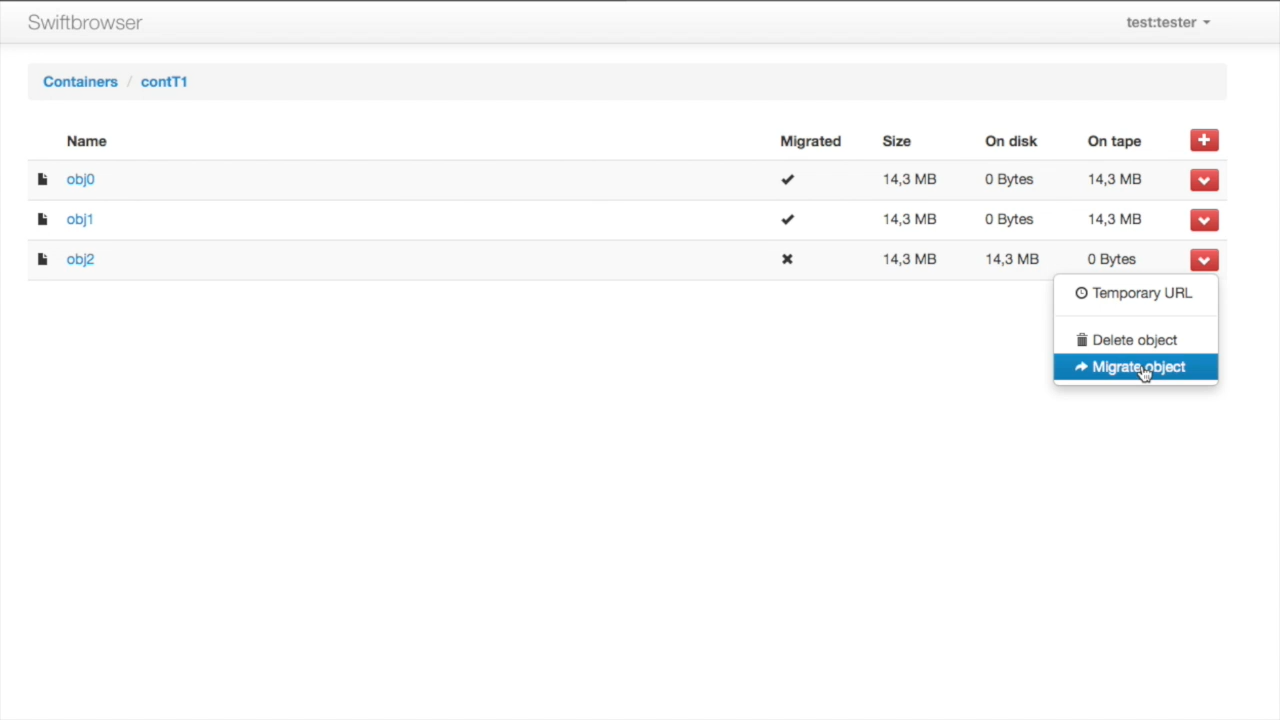 Swiftbrowser test:tester
Containers / contT1
Name Migrated Size On disk On tape
obj0 14,3 MB 0 Bytes 14,3 MB
obj1 14,3 MB 0 Bytes 14,3 MB
obj2 14,3 MB 14,3 MB 0 Bytes
Temporary URL
Delete object
Migrate object